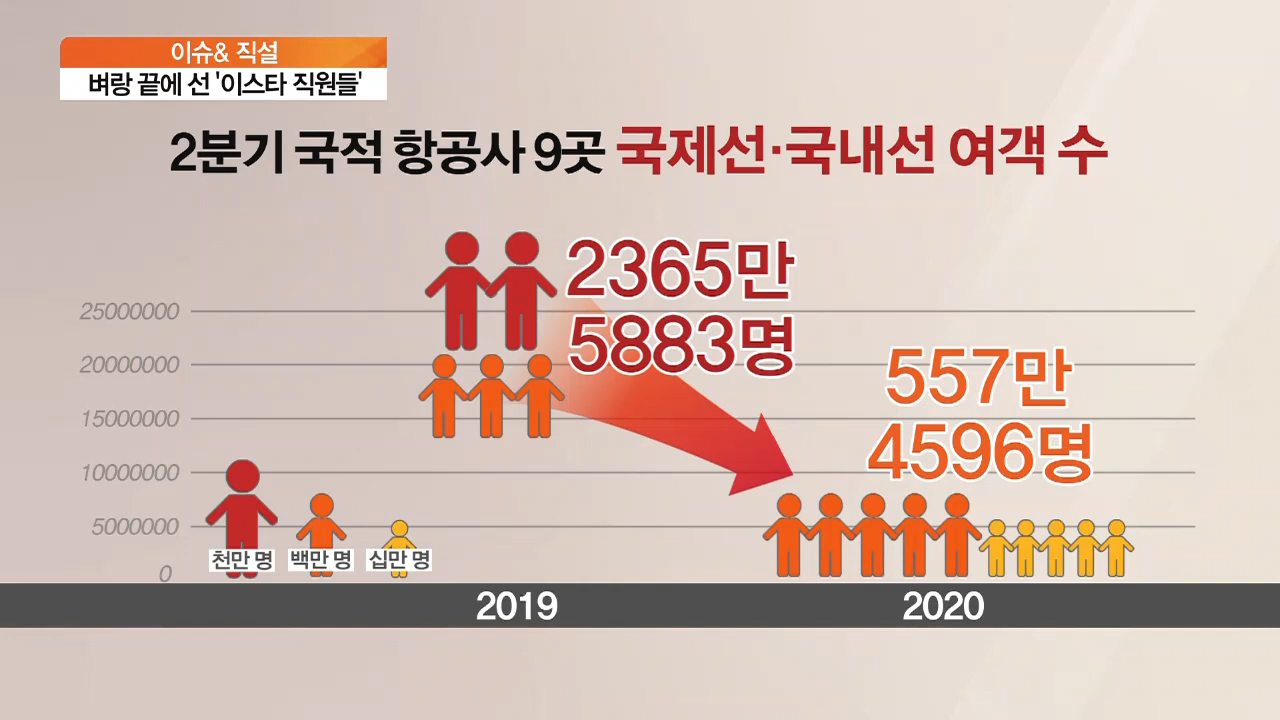 이슈& 직설
벼랑 끝에 선 '이스타 직원들'
2분기 국적 항공사 9곳 국제선·국내선 여객 수
2365만
5883명
557만
4596명
25000000
20000000
15000000
10000000
5000000
0
천만 명
백만 명
십만 명
2019
2020